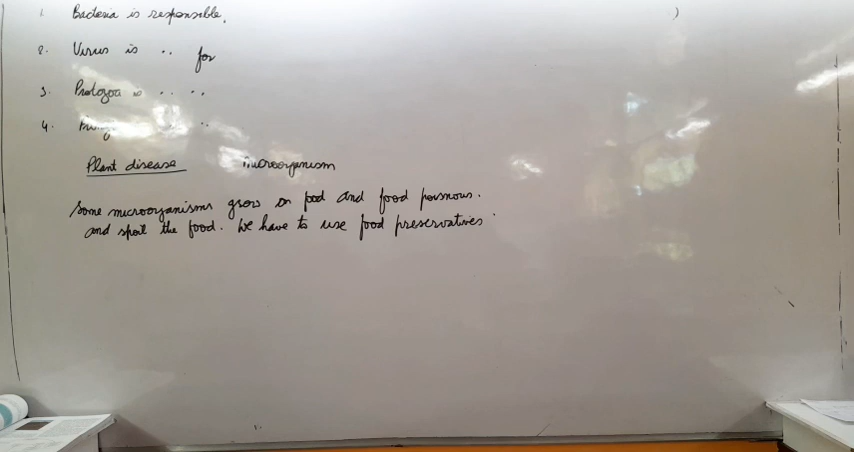 1. Bacteria is responsible.
2. Virus is .. for
3. Protozoa is .. ..
4. ..
Plant disease microorganism
Some microorganisms grow on food and food poisnous.
and spoil the food. We have to use food preservatives.